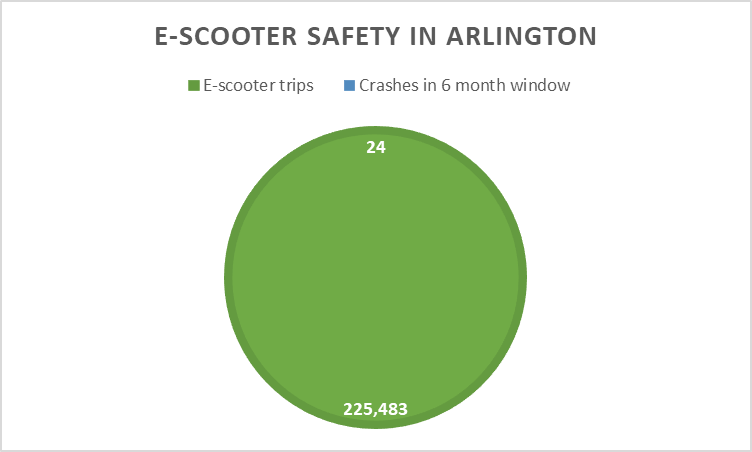 E-SCOOTER SAFETY IN ARLINGTON
E-scooter trips Crashes in 6 month window
24
225,483